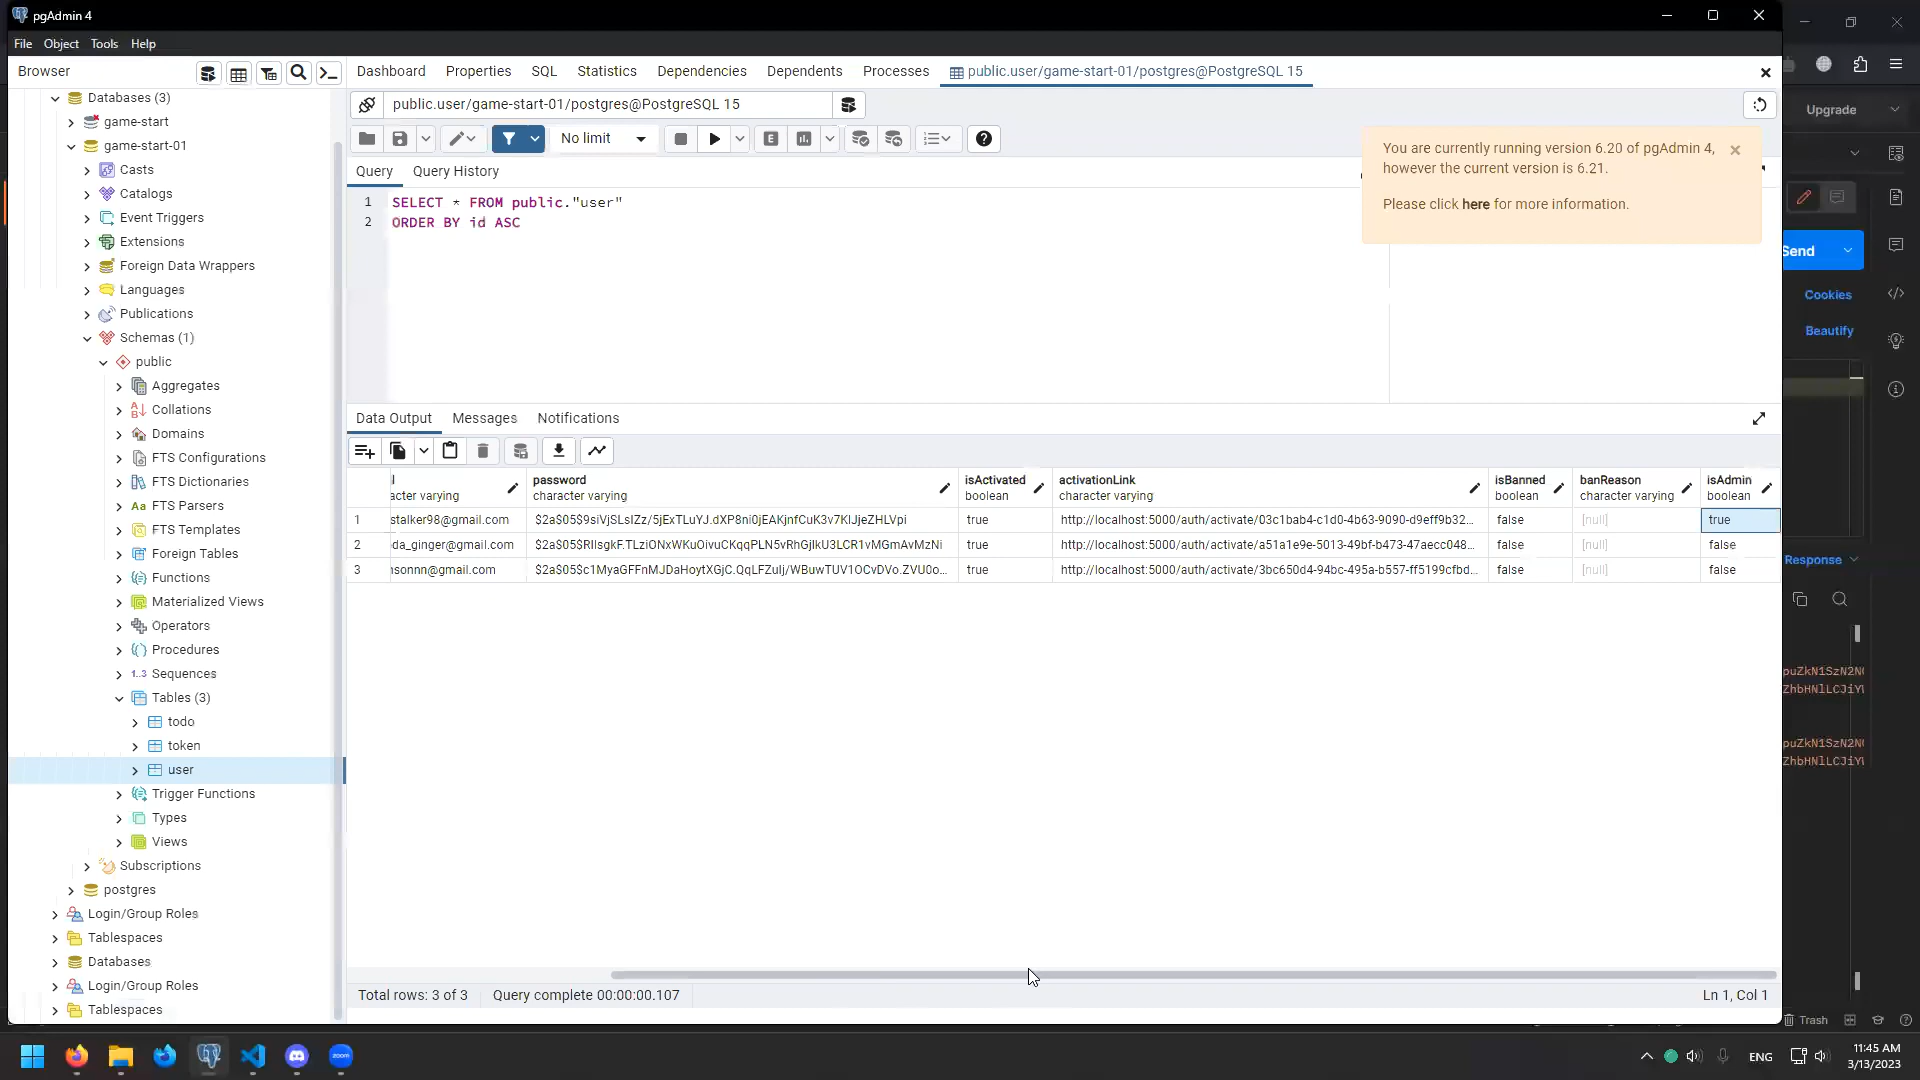 pgAdmin 4
File Object Tools Help
Browser
Dashboard Properties SQL Statistics Dependencies Dependents Processes public.user/game-start-01/postgres@PostgreSQL 15
public.user/game-start-01/postgres@PostgreSQL 15
No limit
Query Query History
1 SELECT * FROM public."user"
2 ORDER BY id ASC
You are currently running version 6.20 of pgAdmin 4,
however the current version is 6.21.
Please click here for more information.
Databases (3)
game-start
game-start-01
Casts
Catalogs
Event Triggers
Extensions
Foreign Data Wrappers
Languages
Publications
Schemas (1)
public
Aggregates
Collations
Domains
FTS Configurations
FTS Dictionaries
FTS Parsers
FTS Templates
Foreign Tables
Functions
Materialized Views
Operators
Procedures
1..3 Sequences
Tables (3)
todo
token
user
Trigger Functions
Types
Views
Subscriptions
postgres
Login/Group Roles
Tablespaces
Databases
Login/Group Roles
Tablespaces
Data Output Messages Notifications
password isActivated activationLink isBanned banReason isAdmin
acter varying character varying boolean character varying boolean character varying boolean
1 stalker98@gmail.com true http://localhost:5000/auth/activate/03c1bab4-c1d0-4b63-9090-d9eff9b32... false [null] true
2 da_ginger@gmail.com true http://localhost:5000/auth/activate/a51a1e9e-5013-49bf-b473-47aecc048... false [null] false
3 nsonnn@gmail.com true http://localhost:5000/auth/activate/3bc650d4-94bc-495a-b557-ff5199cfbd... false [null] false
Total rows: 3 of 3 Query complete 00:00:00.107 Ln 1, Col 1
Upgrade
Send
Cookies
Beautify
Response
puZkN1SzN2N
ZhbHNlLCJiY
puZkN1SzN2N
ZhbHNlLCJiY
Trash
zoom
ENG
11:45 AM
3/13/2023